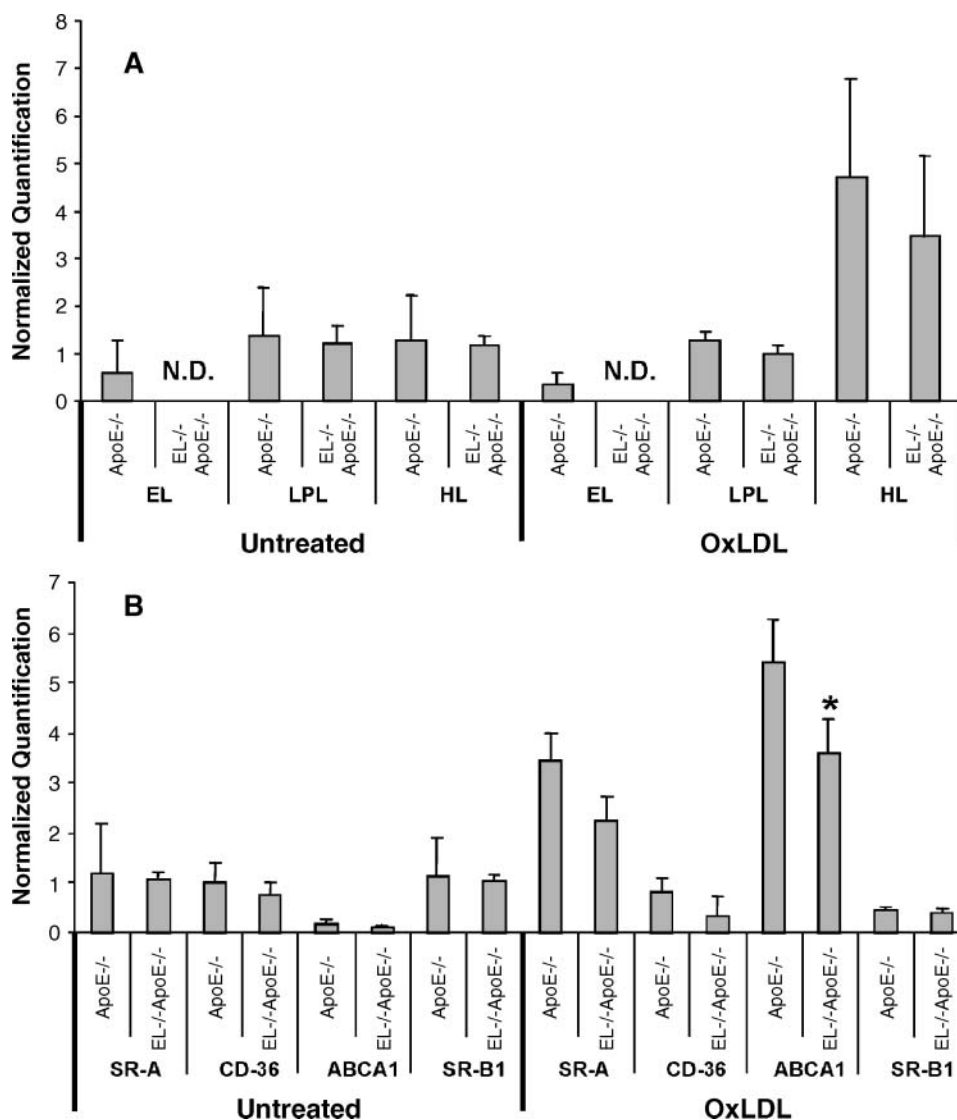 A
Normalized Quantification
8
7
6
5
4
3
2
1
0
N.D.
N.D.
ApoE-/-
EL-/-
ApoE-/-
ApoE-/-
EL-/-
ApoE-/-
ApoE-/-
EL-/-
ApoE-/-
ApoE-/-
EL-/-
ApoE-/-
ApoE-/-
EL-/-
ApoE-/-
ApoE-/-
EL-/-
ApoE-/-
EL LPL HL EL LPL HL
Untreated OxLDL
B
Normalized Quantification
7
6
5
4
3
2
1
0
*
ApoE-/-
EL-/-ApoE-/-
ApoE-/-
EL-/-ApoE-/-
ApoE-/-
EL-/-ApoE-/-
ApoE-/-
EL-/-ApoE-/-
ApoE-/-
EL-/-ApoE-/-
ApoE-/-
EL-/-ApoE-/-
ApoE-/-
EL-/-ApoE-/-
ApoE-/-
EL-/-ApoE-/-
SR-A CD-36 ABCA1 SR-B1 SR-A CD-36 ABCA1 SR-B1
Untreated OxLDL